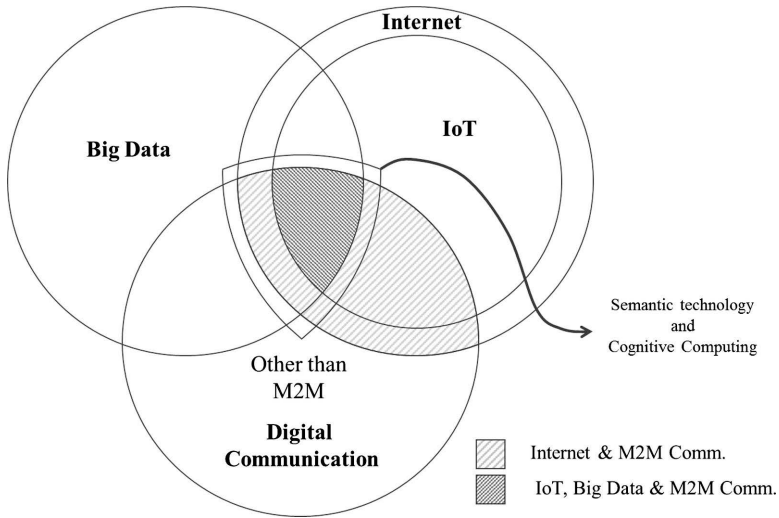 Internet
IoT
Big Data
Semantic technology
and
Cognitive Computing
Other than
M2M
Digital
Communication
Internet & M2M Comm.
IoT, Big Data & M2M Comm.